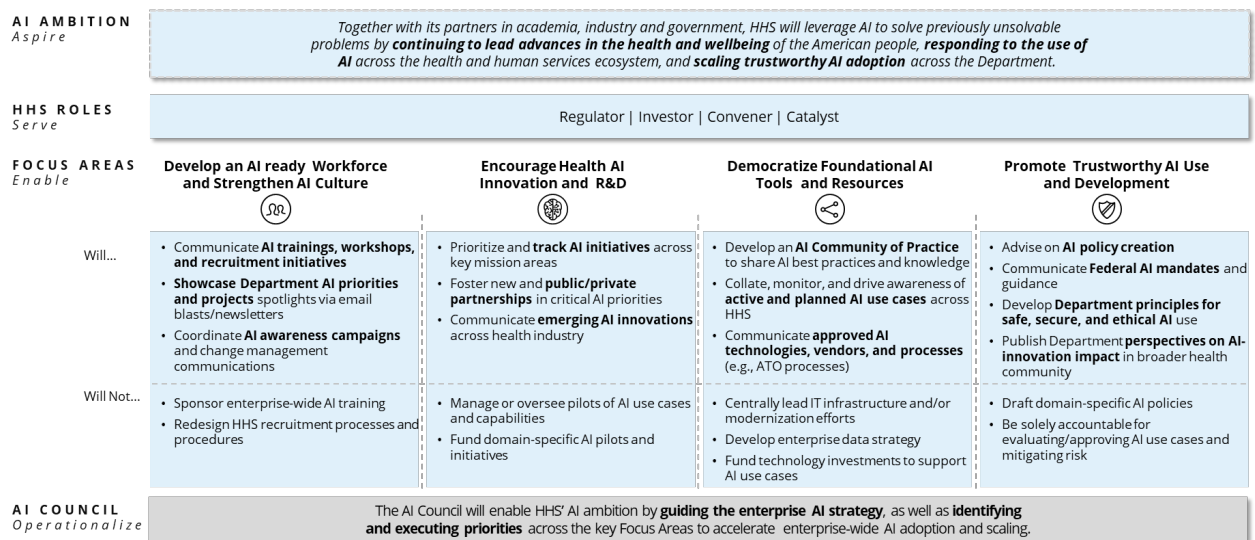 AI AMBITION
Aspire
Together with its partners in academia, industry and government, HHS will leverage AI to solve previously unsolvable
problems by continuing to lead advances in the health and wellbeing of the American people, responding to the use of
AI across the health and human services ecosystem, and scaling trustworthy AI adoption across the Department.
HHS ROLES
Serve
Regulator | Investor | Convener | Catalyst
FOCUS AREAS
Enable
Develop an AI ready Workforce
and Strengthen AI Culture
Encourage Health AI
Innovation and R&D
Democratize Foundational AI
Tools and Resources
Promote Trustworthy AI Use
and Development
Will...
• Communicate AI trainings, workshops,
and recruitment initiatives
• Showcase Department AI priorities
and projects spotlights via email
blasts/newsletters
• Coordinate AI awareness campaigns
and change management
communications
• Prioritize and track AI initiatives across
key mission areas
• Foster new and public/private
partnerships in critical AI priorities
• Communicate emerging AI innovations
across health industry
• Develop an AI Community of Practice
to share AI best practices and knowledge
• Collate, monitor, and drive awareness of
active and planned AI use cases across
HHS
• Communicate approved AI
technologies, vendors, and processes
(e.g., ATO processes)
• Advise on AI policy creation
• Communicate Federal AI mandates and
guidance
• Develop Department principles for
safe, secure, and ethical AI use
• Publish Department perspectives on AI-
innovation impact in broader health
community
Will Not...
• Sponsor enterprise-wide AI training
• Redesign HHS recruitment processes and
procedures
• Manage or oversee pilots of AI use cases
and capabilities
• Fund domain-specific AI pilots and
initiatives
• Centrally lead IT infrastructure and/or
modernization efforts
• Develop enterprise data strategy
• Fund technology investments to support
AI use cases
• Draft domain-specific AI policies
• Be solely accountable for
evaluating/approving AI use cases and
mitigating risk
AI COUNCIL
Operationalize
The AI Council will enable HHS' AI ambition by guiding the enterprise AI strategy, as well as identifying
and executing priorities across the key Focus Areas to accelerate enterprise-wide AI adoption and scaling.